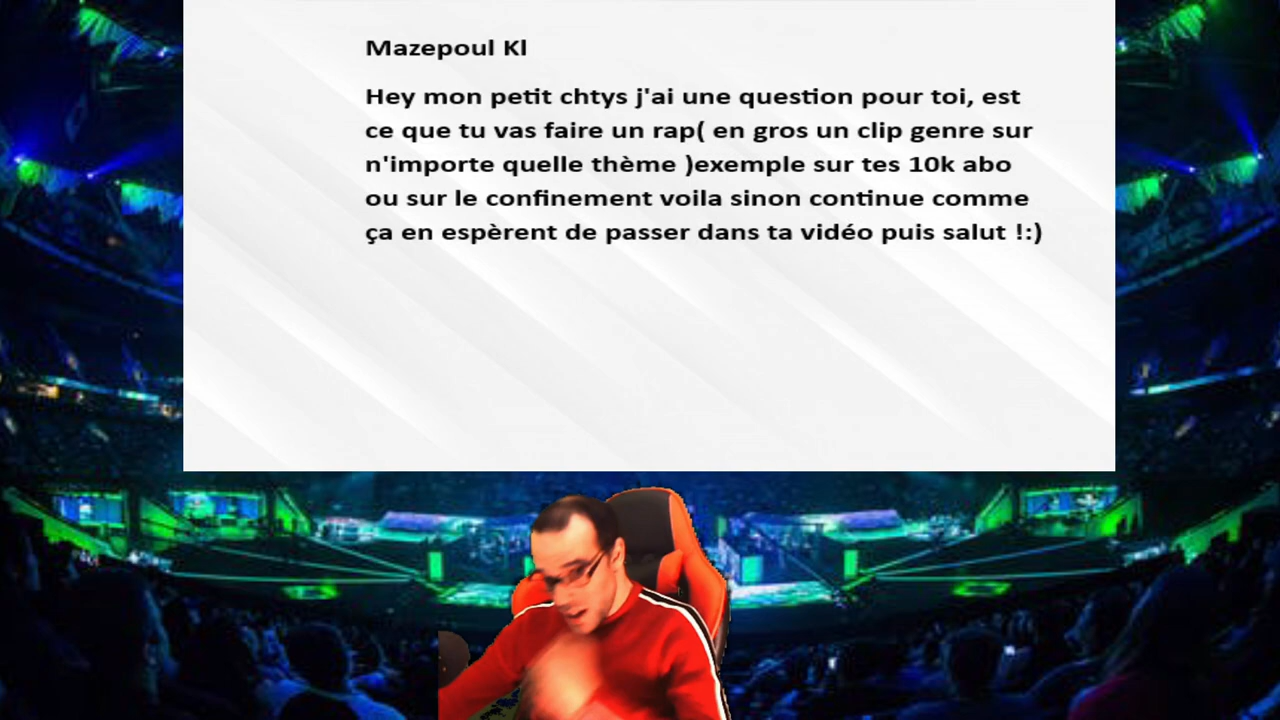 Mazepoul Kl
Hey mon petit chtys j'ai une question pour toi, est
ce que tu vas faire un rap( en gros un clip genre sur
n'importe quelle thème )exemple sur tes 10k abo
ou sur le confinement voila sinon continue comme
ça en espèrent de passer dans ta vidéo puis salut !:)